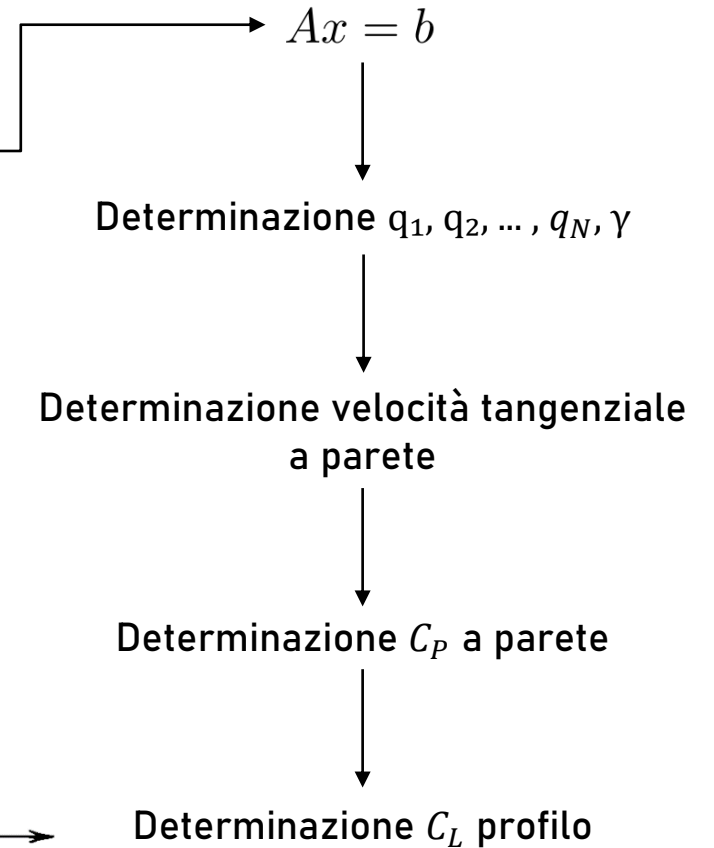 Ax = b
Determinazione q₁, q₂, … , q_N, γ
Determinazione velocità tangenziale
a parete
Determinazione C_P a parete
Determinazione C_L profilo